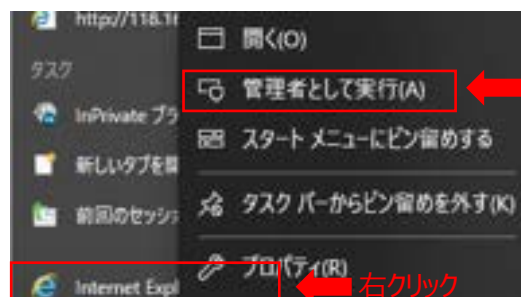 http://118.1
タスク
InPrivate ブラ
新しいタブを開
前回のセッショ
Internet Expl
開く(O)
管理者として実行(A)
スタート メニューにピン留めする
タスク バーからピン留めを外す(K)
プロパティ(R)
右クリック